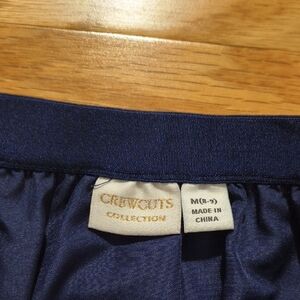 CREWCUTS
COLLECTION
M(8-9)
MADE IN
CHINA